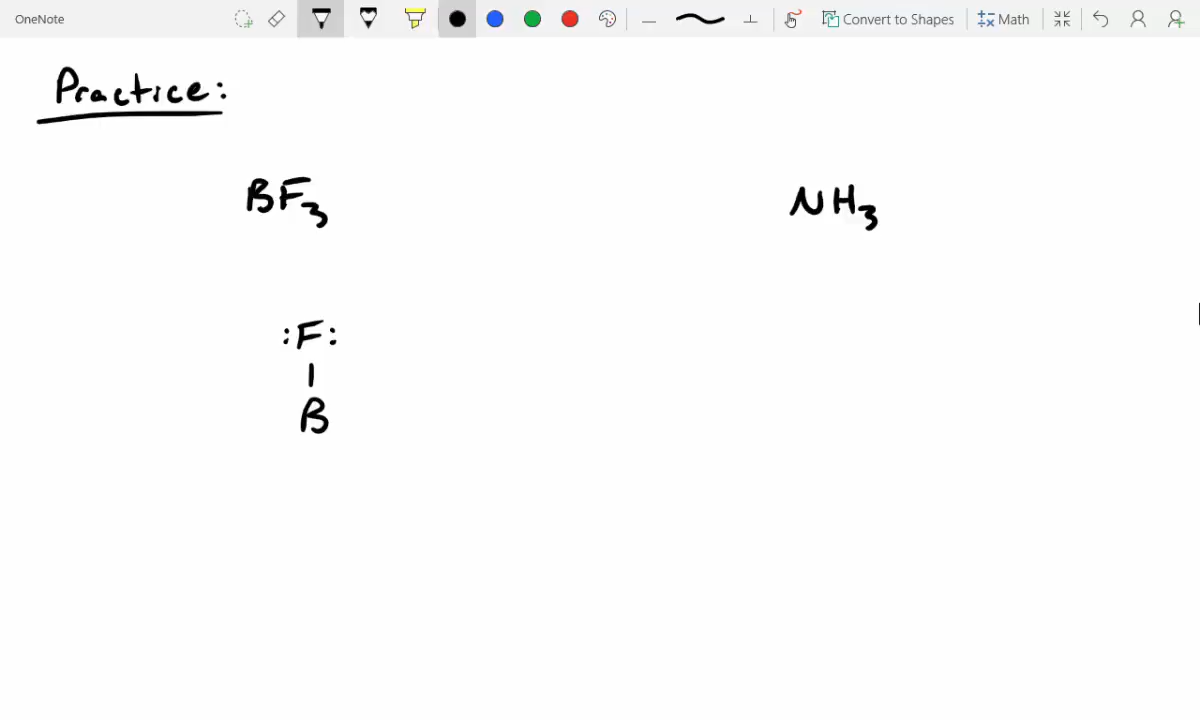 OneNote
Convert to Shapes
Math
Practice:
BF₃
NH₃
:F:
|
B